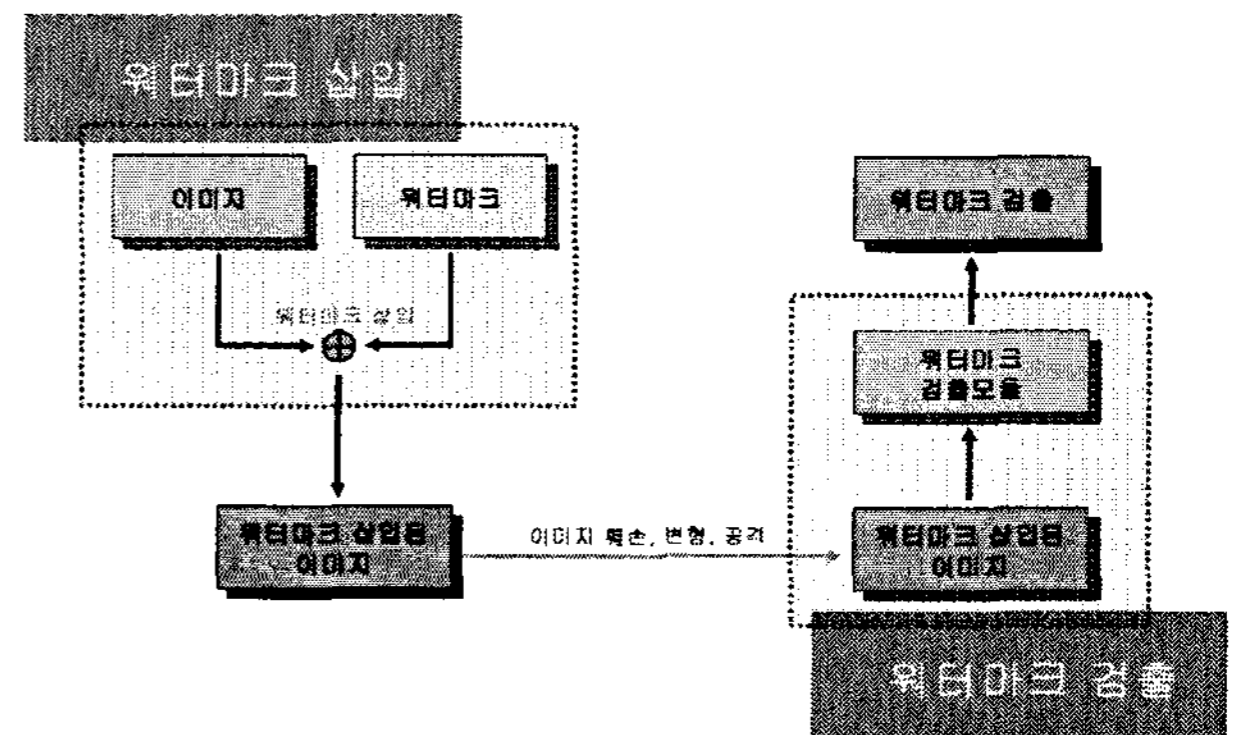 워터마크 삽입
이미지
워터마크
워터마크 삽입
워터마크 삽입된
이미지
이미지 훼손, 변형, 공격
워터마크 검출
워터마크
검출모듈
워터마크 삽입된
이미지
워터마크 검출